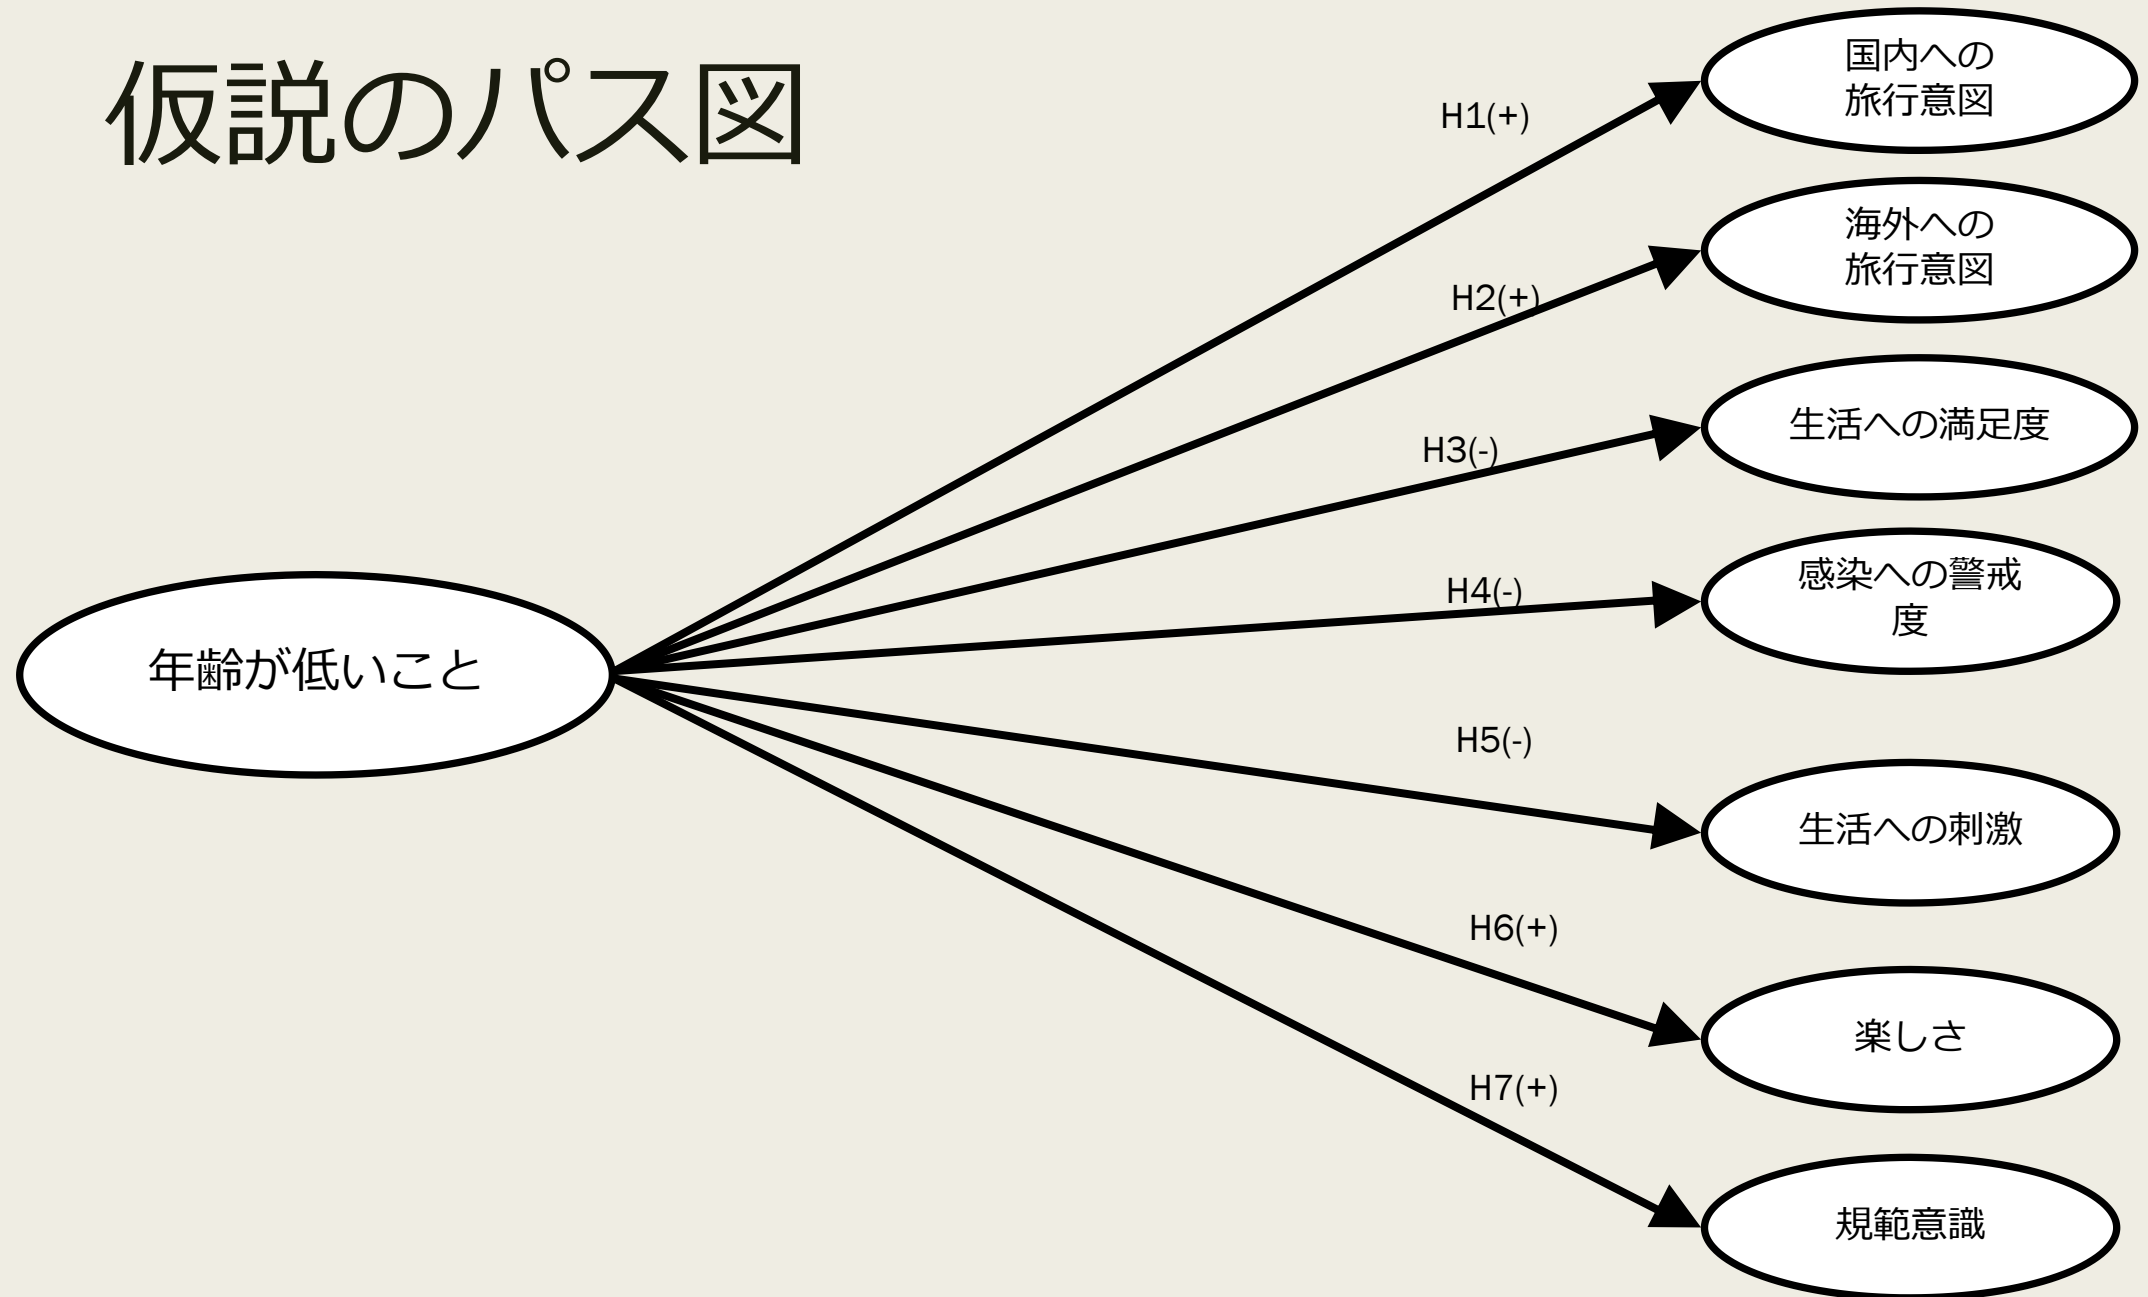 仮説のパス図
H1(+)
国内への
旅行意図
H2(+)
海外への
旅行意図
H3(-)
生活への満足度
H4(-)
感染への警戒
度
年齢が低いこと
H5(-)
生活への刺激
H6(+)
楽しさ
H7(+)
規範意識